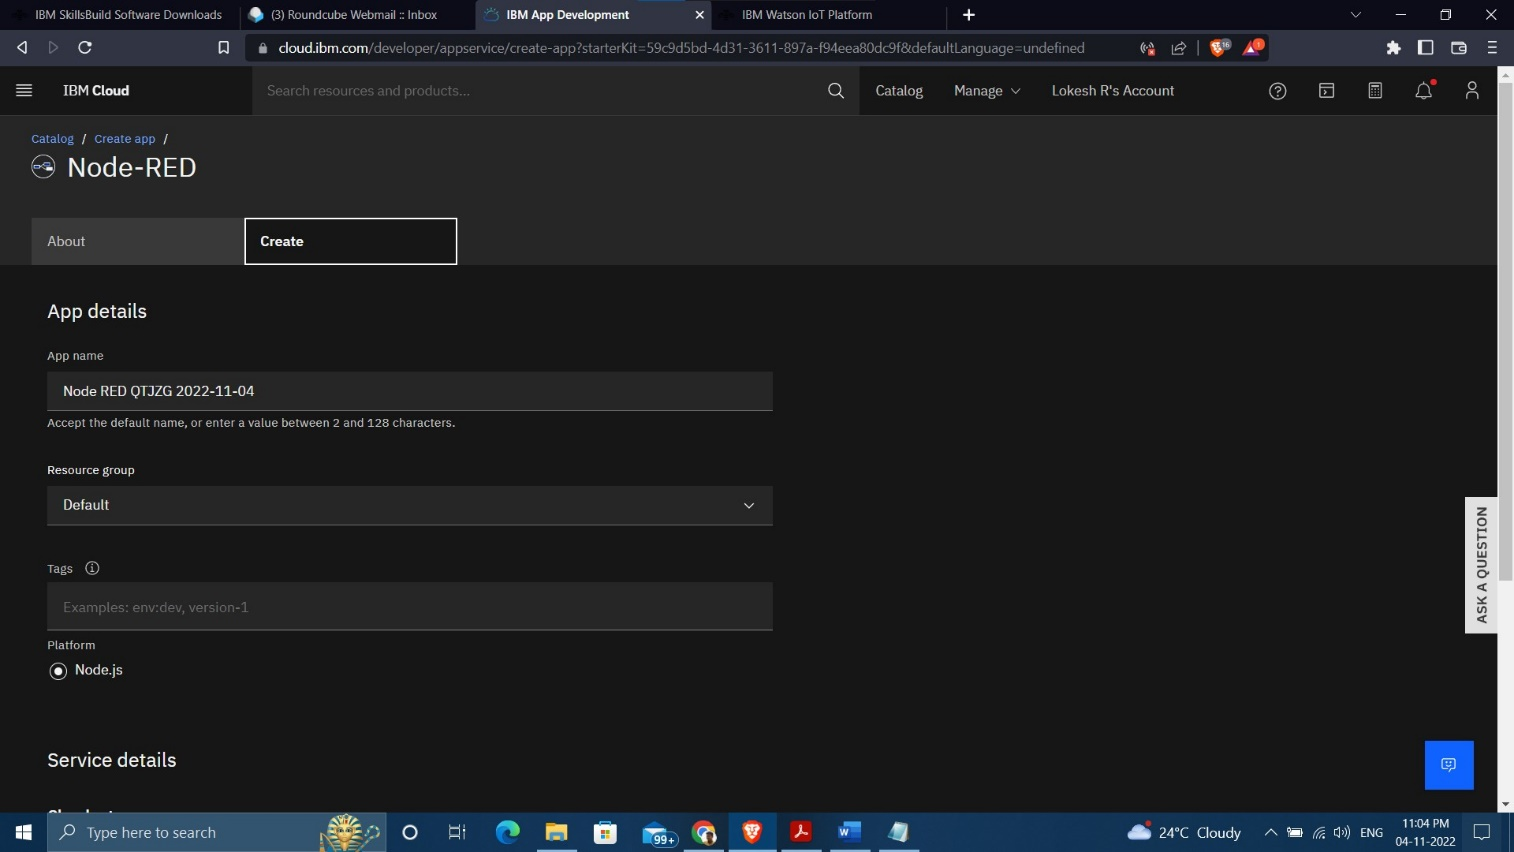 IBM SkillsBuild Software Downloads
(3) Roundcube Webmail :: Inbox
IBM App Development
IBM Watson IoT Platform
cloud.ibm.com/developer/appservice/create-app?starterKit=59c9d5bd-4d31-3611-897a-f94eea80dc9f&defaultLanguage=undefined
16
1
IBM Cloud
Search resources and products...
Catalog
Manage
Lokesh R's Account
Catalog / Create app /
Node-RED
About
Create
App details
App name
Node RED QTJZG 2022-11-04
Accept the default name, or enter a value between 2 and 128 characters.
Resource group
Default
Tags
Examples: env:dev, version-1
Platform
Node.js
ASK A QUESTION
Service details
Type here to search
99+
24°C Cloudy
ENG
11:04 PM
04-11-2022